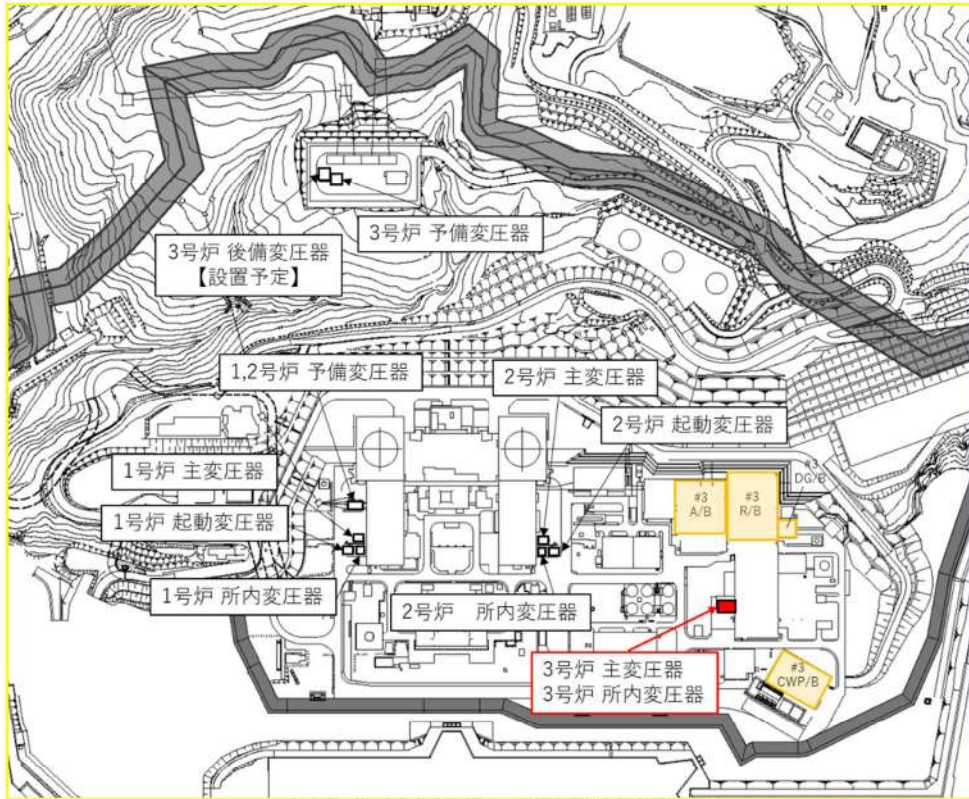 3号炉 予備変圧器
3号炉 後備変圧器
【設置予定】
1,2号炉 予備変圧器
2号炉 主変圧器
2号炉 起動変圧器
1号炉 主変圧器
#3
DG/B
#3
A/B
#3
R/B
1号炉 起動変圧器
1号炉 所内変圧器
2号炉 所内変圧器
3号炉 主変圧器
3号炉 所内変圧器
#3
CWP/B